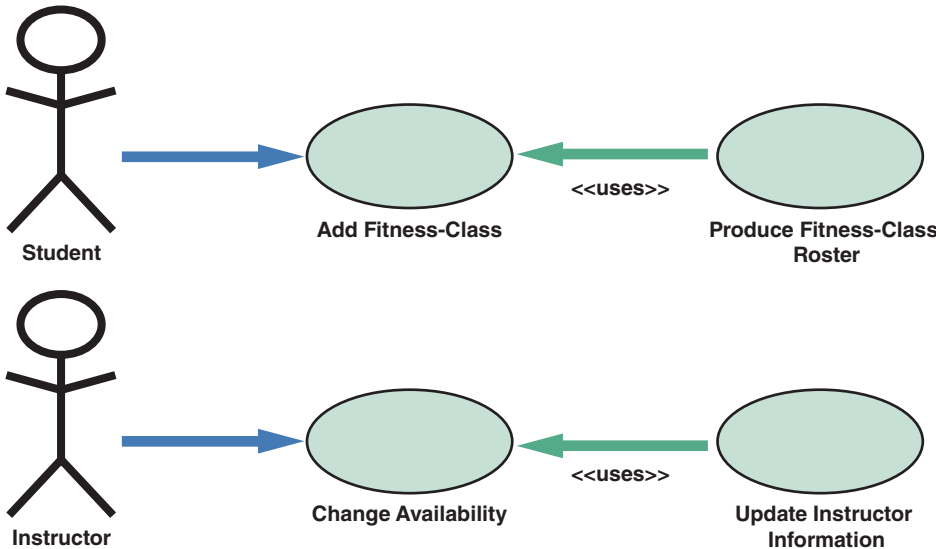 <<uses>>
Add Fitness-Class
Produce Fitness-Class
Roster
Student
<<uses>>
Change Availability
Update Instructor
Information
Instructor